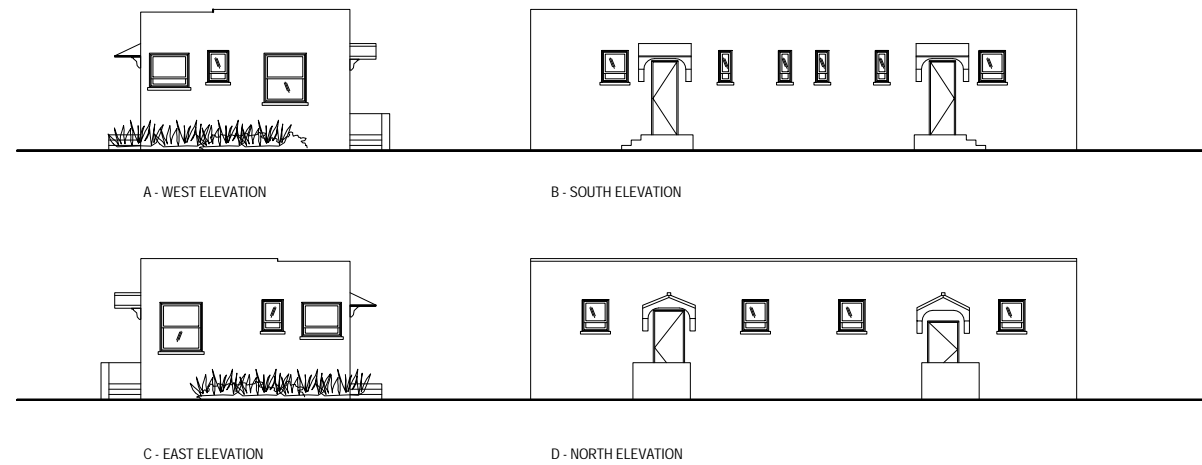 A - WEST ELEVATION
B - SOUTH ELEVATION
C - EAST ELEVATION
D - NORTH ELEVATION